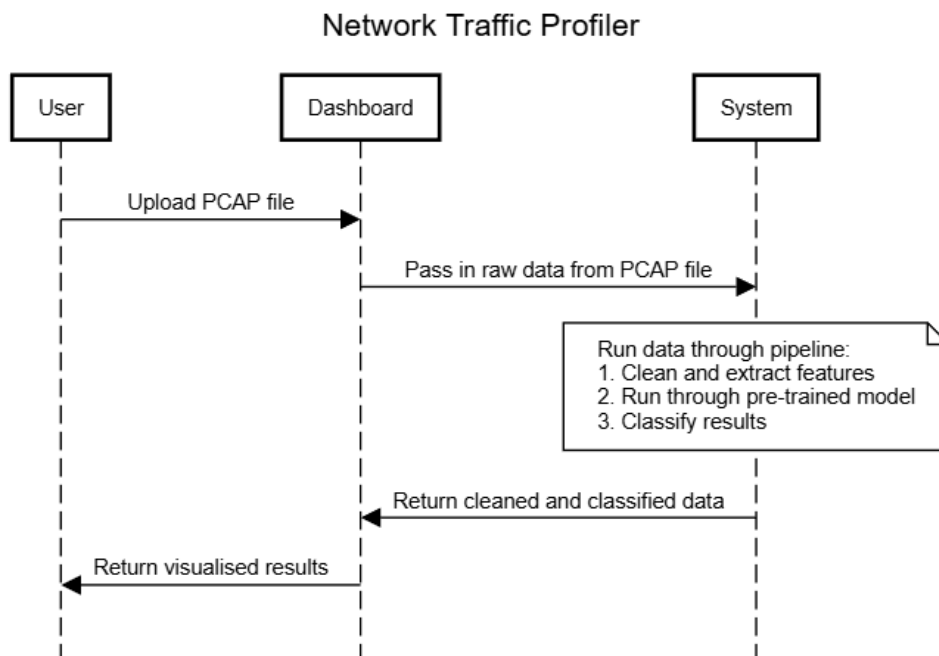 Network Traffic Profiler
User
Dashboard
System
Upload PCAP file
Pass in raw data from PCAP file
Run data through pipeline:
1. Clean and extract features
2. Run through pre-trained model
3. Classify results
Return cleaned and classified data
Return visualised results